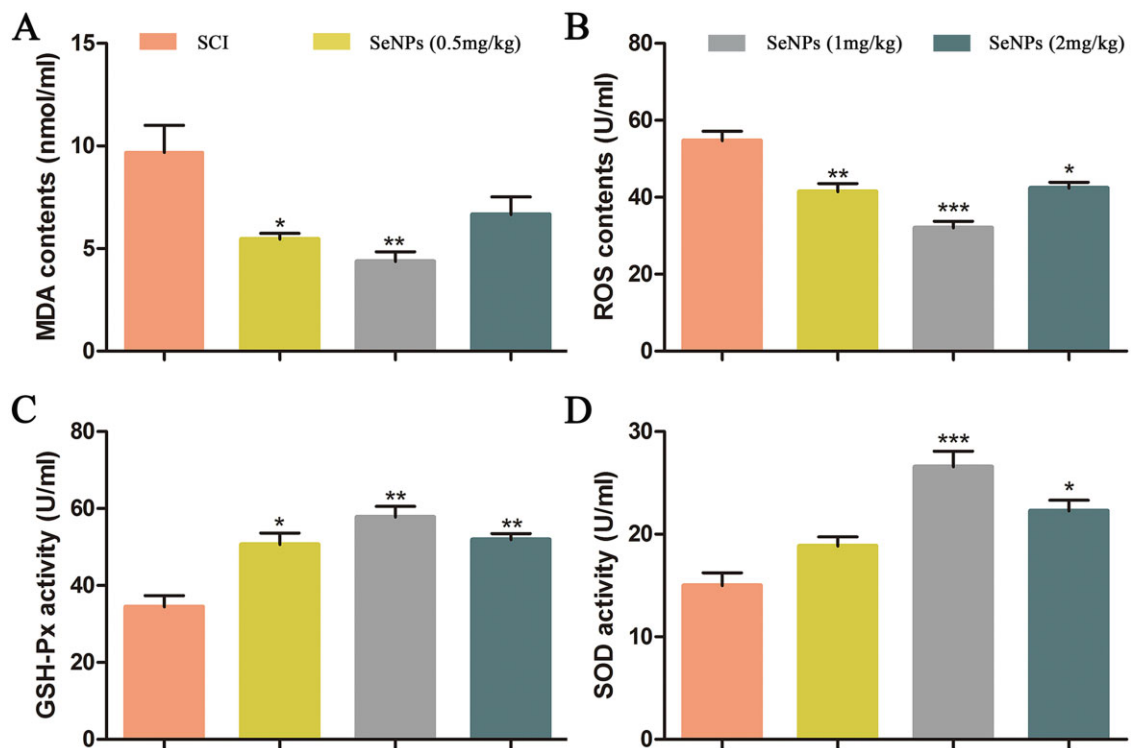 A
SCI
SeNPs (0.5mg/kg)
MDA contents (nmol/ml)
15
10
5
0
*
**
B
SeNPs (1mg/kg)
SeNPs (2mg/kg)
ROS contents (U/ml)
80
60
40
20
0
**
***
*
C
GSH-Px activity (U/ml)
80
60
40
20
0
*
**
**
D
SOD activity (U/ml)
30
20
10
0
***
*